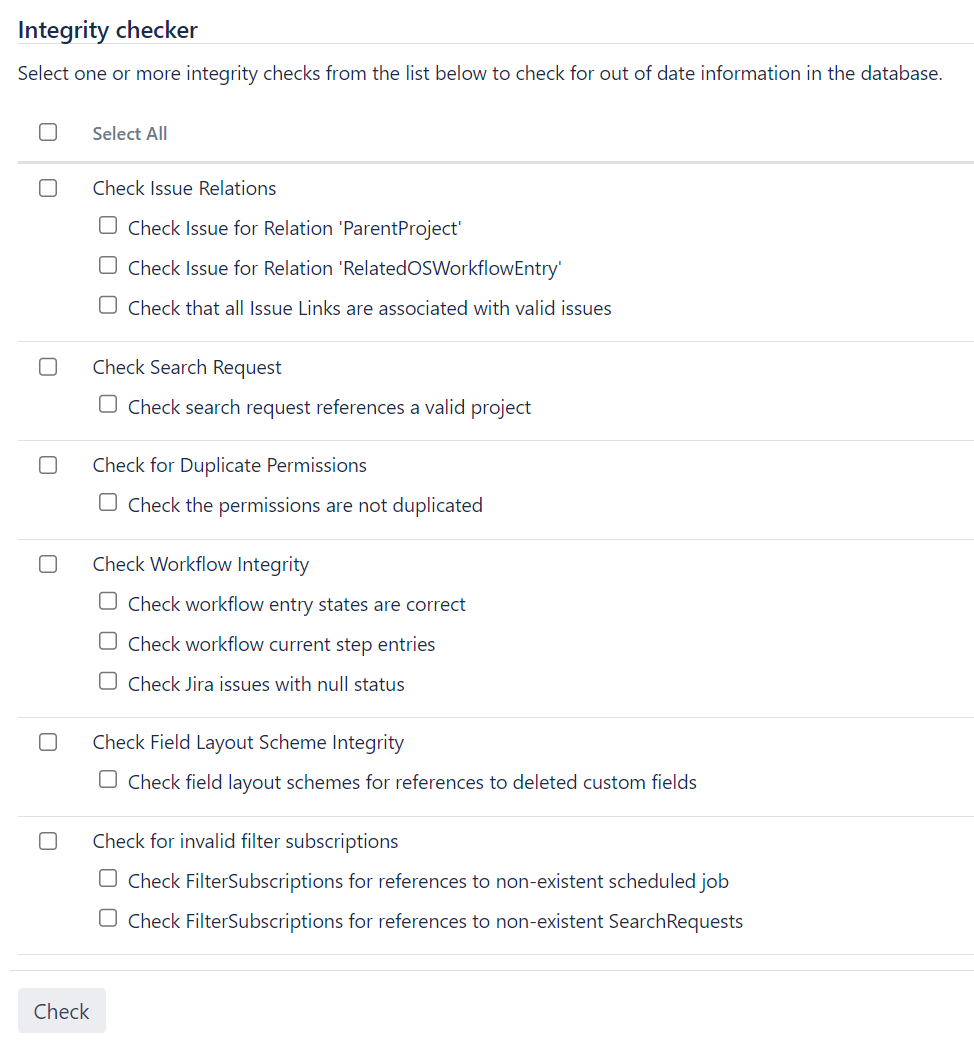 Integrity checker
Select one or more integrity checks from the list below to check for out of date information in the database.
Select All
Check Issue Relations
Check Issue for Relation 'ParentProject'
Check Issue for Relation 'RelatedOSWorkflowEntry'
Check that all Issue Links are associated with valid issues
Check Search Request
Check search request references a valid project
Check for Duplicate Permissions
Check the permissions are not duplicated
Check Workflow Integrity
Check workflow entry states are correct
Check workflow current step entries
Check Jira issues with null status
Check Field Layout Scheme Integrity
Check field layout schemes for references to deleted custom fields
Check for invalid filter subscriptions
Check FilterSubscriptions for references to non-existent scheduled job
Check FilterSubscriptions for references to non-existent SearchRequests
Check